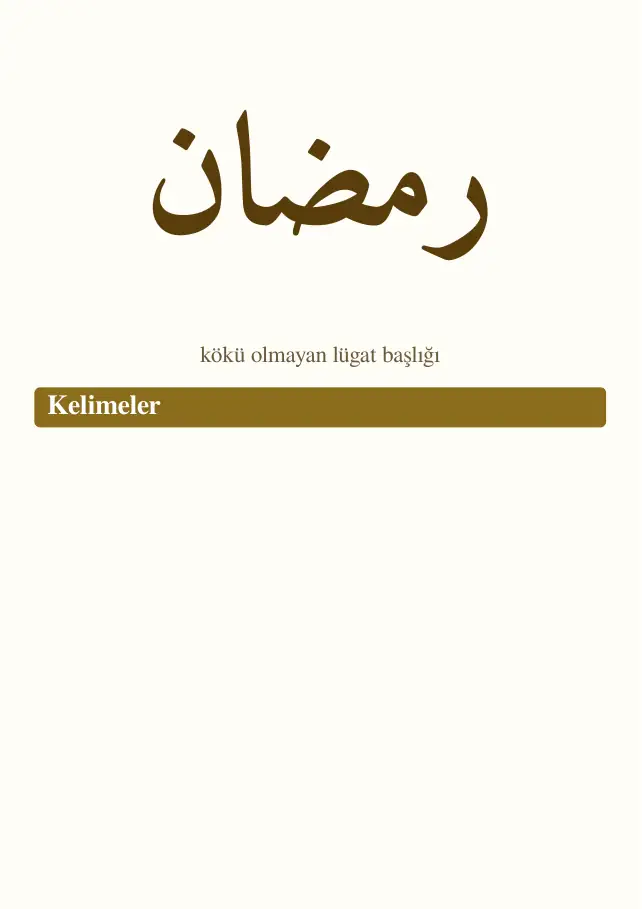 رمضان
kökü olmayan lügat başlığı
Kelimeler